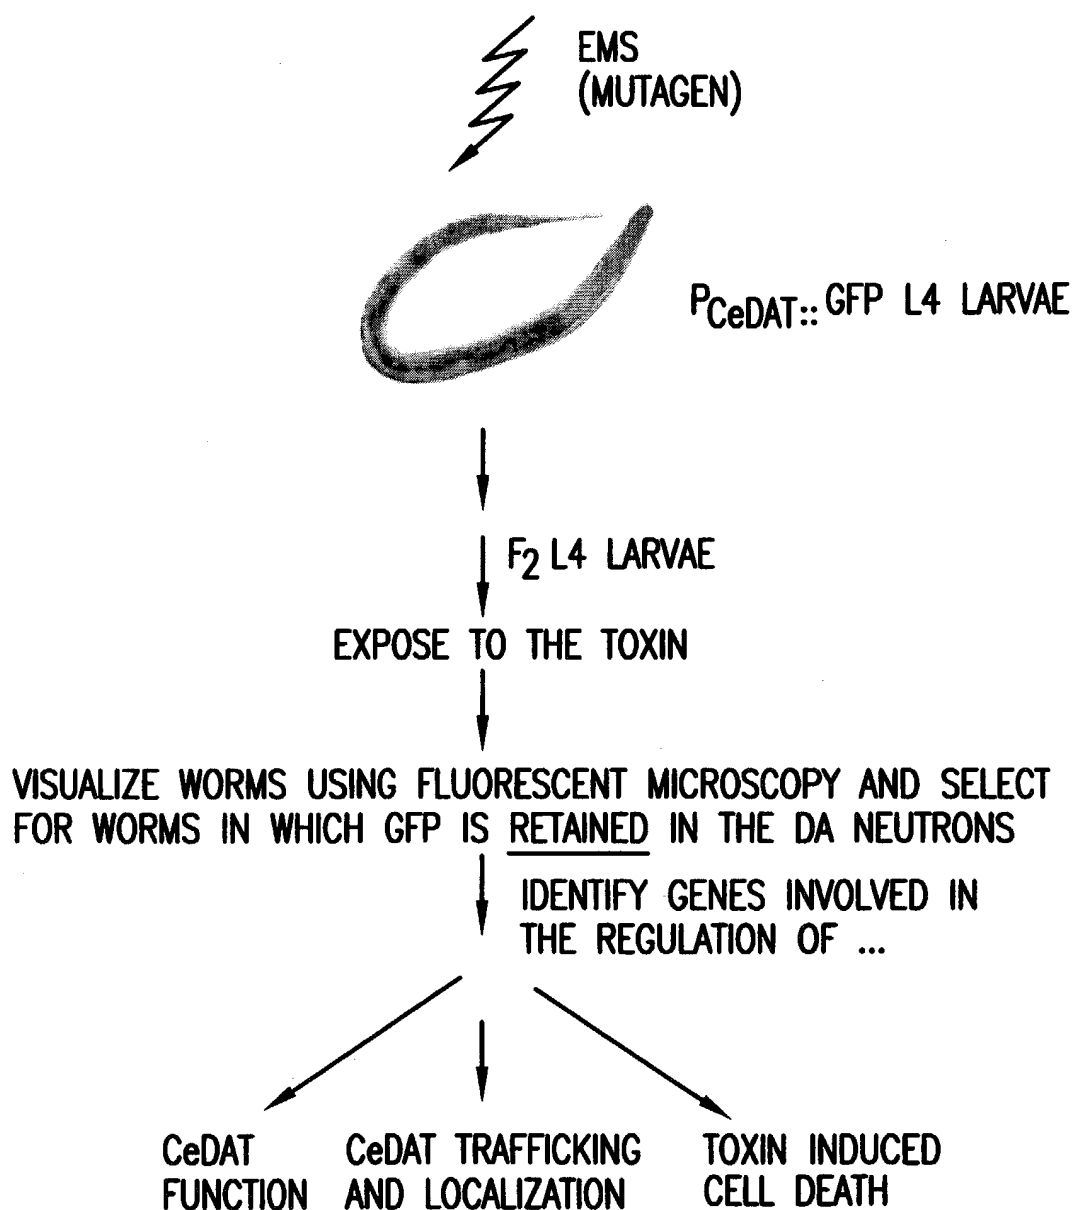 EMS
(MUTAGEN)
PCeDAT:: GFP L4 LARVAE
F2 L4 LARVAE
EXPOSE TO THE TOXIN
VISUALIZE WORMS USING FLUORESCENT MICROSCOPY AND SELECT
FOR WORMS IN WHICH GFP IS RETAINED IN THE DA NEUTRONS
IDENTIFY GENES INVOLVED IN
THE REGULATION OF ...
CeDAT
FUNCTION
CeDAT TRAFFICKING
AND LOCALIZATION
TOXIN INDUCED
CELL DEATH